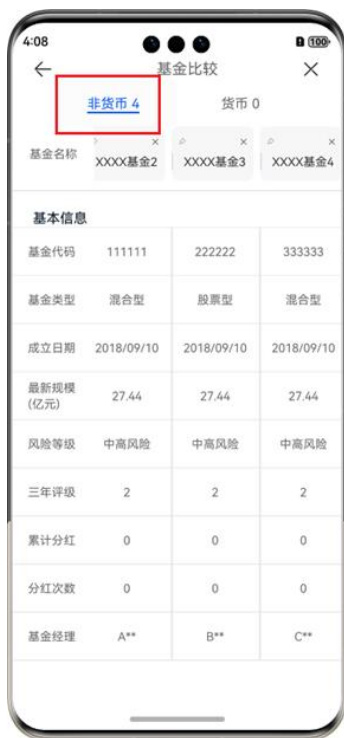 4:08
100
基金比较
非货币 4
货币 0
基金名称
XXXX基金2
XXXX基金3
XXXX基金4
基本信息
基金代码 111111 222222 333333
基金类型 混合型 股票型 混合型
成立日期 2018/09/10 2018/09/10 2018/09/10
最新规模
(亿元)
27.44 27.44 27.44
风险等级 中高风险 中高风险 中高风险
三年评级 2 2 2
累计分红 0 0 0
分红次数 0 0 0
基金经理 A** B** C**